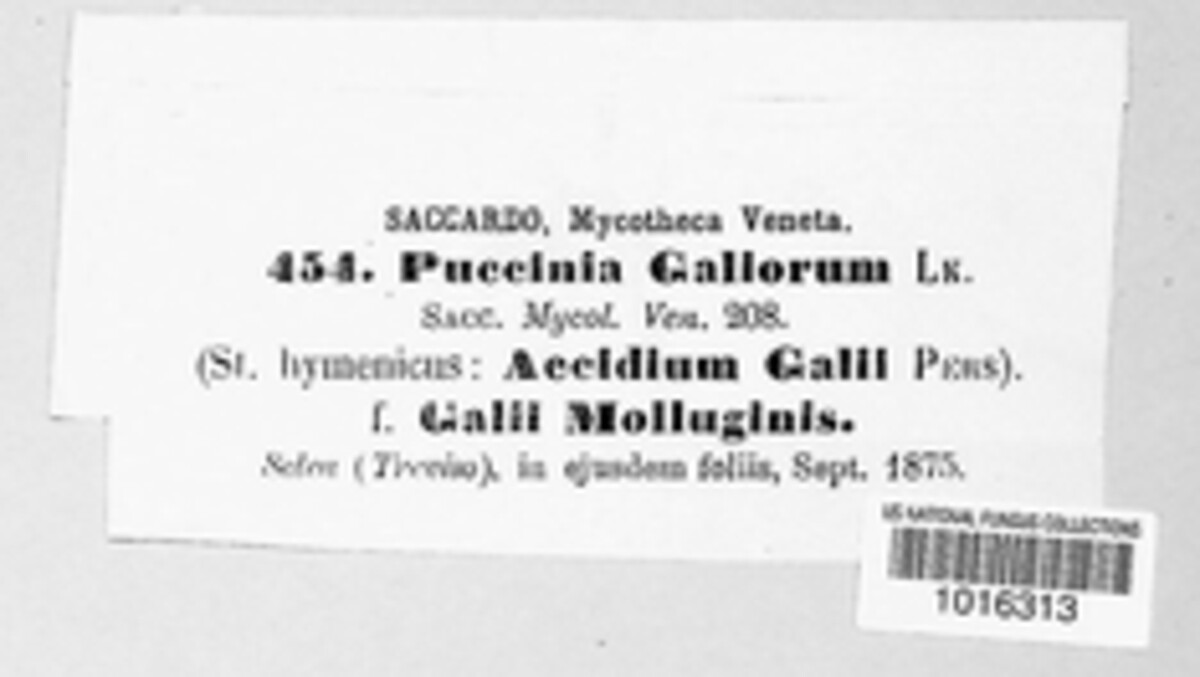 SACCARDO, Mycotheca Veneta.
454. Puccinia Galiorum LK.
SACC. Mycol. Ven. 208.
(St. hymenicus: Aecidium Galii PERS).
f. Galii Molluginis.
Selva (Treviso), in ejusdem foliis, Sept. 1875.
US NATIONAL FUNGUS COLLECTIONS
1016313